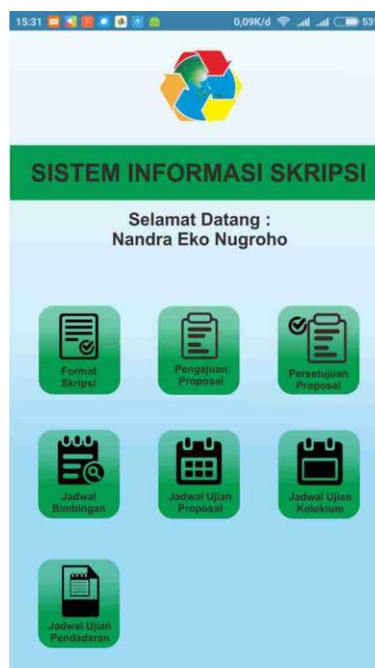 15:31
0,09K/d
53%
SISTEM INFORMASI SKRIPSI
Selamat Datang :
Nandra Eko Nugroho
Format
Skripsi
Pengajuan
Proposal
Persetujuan
Proposal
Jadwal
Bimbingan
Jadwal Ujian
Proposal
Jadwal Ujian
Kolokium
Jadwal Ujian
Pendadaran